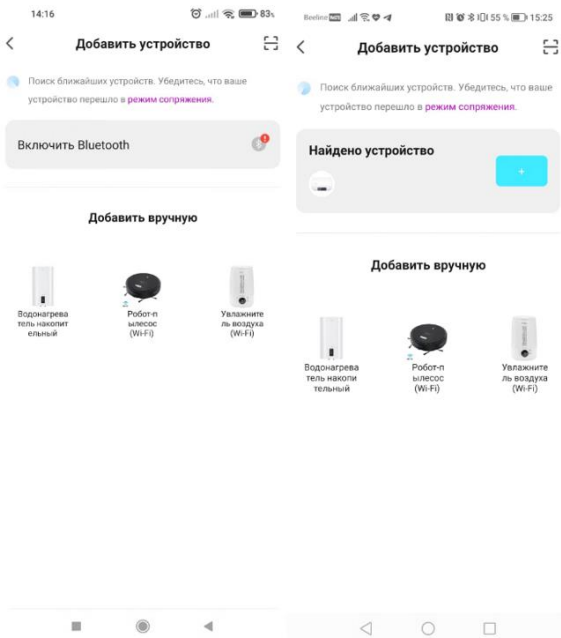 14:16
83%
Добавить устройство
Поиск ближайших устройств. Убедитесь, что ваше
устройство перешло в режим сопряжения.
Включить Bluetooth
Добавить вручную
Водонагрева
тель накопит
ельный
Робот-п
ылесос
(Wi-Fi)
Увлажните
ль воздуха
(Wi-Fi)
Beeline
55 %
15:25
Добавить устройство
Поиск ближайших устройств. Убедитесь, что ваше
устройство перешло в режим сопряжения.
Найдено устройство
+
Добавить вручную
Водонагрева
тель накопи
тельный
Робот-п
ылесос
(Wi-Fi)
Увлажните
ль воздуха
(Wi-Fi)